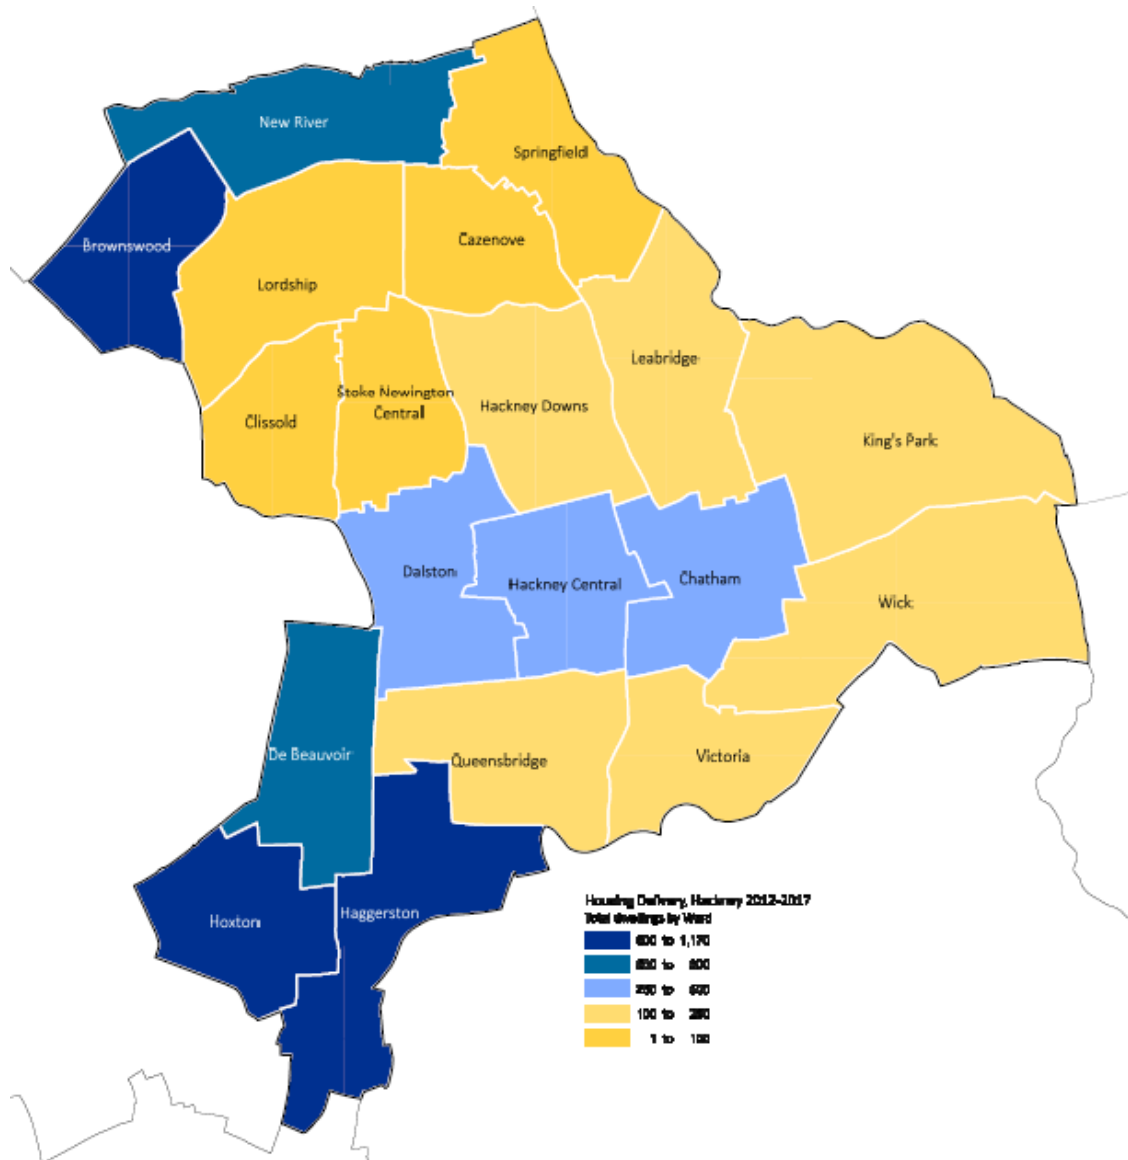 New River
Springfield
Brownswood
Cazenove
Lordship
Leabridge
Stoke Newington
Central
Hackney Downs
Clissold
King's Park
Dalston
Hackney Central
Chatham
Wick
De Beauvoir
Queensbridge
Victoria
Hoxton
Haggerston
Housing Delivery, Hackney 2012-2017
Total dwellings by Ward
to 1,170
to
to
100 to
1 to 100